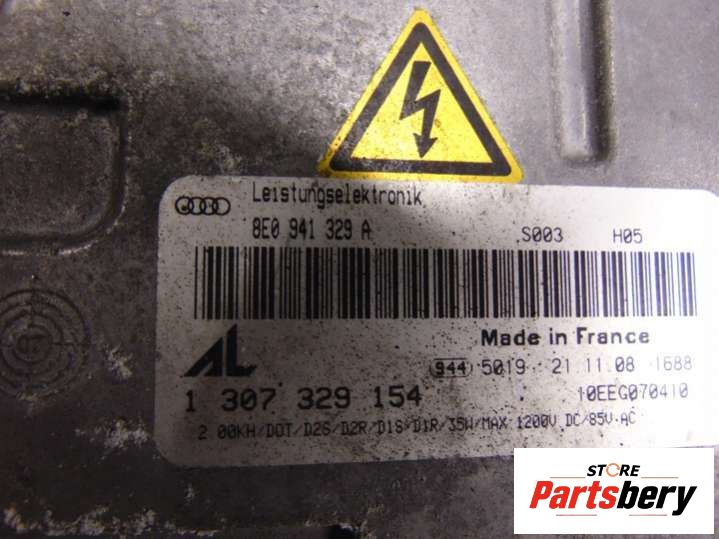 Leistungselektronik
8E0 941 329 A
S003 H05
Made in France
944 5019 21.11.08 1688
AL
1 307 329 154
10EEG070410
2.00KH/DOT/D2S/D2R/D1S/D1R/35W/MAX 1200V DC/85V-AC
STORE
Partsbery